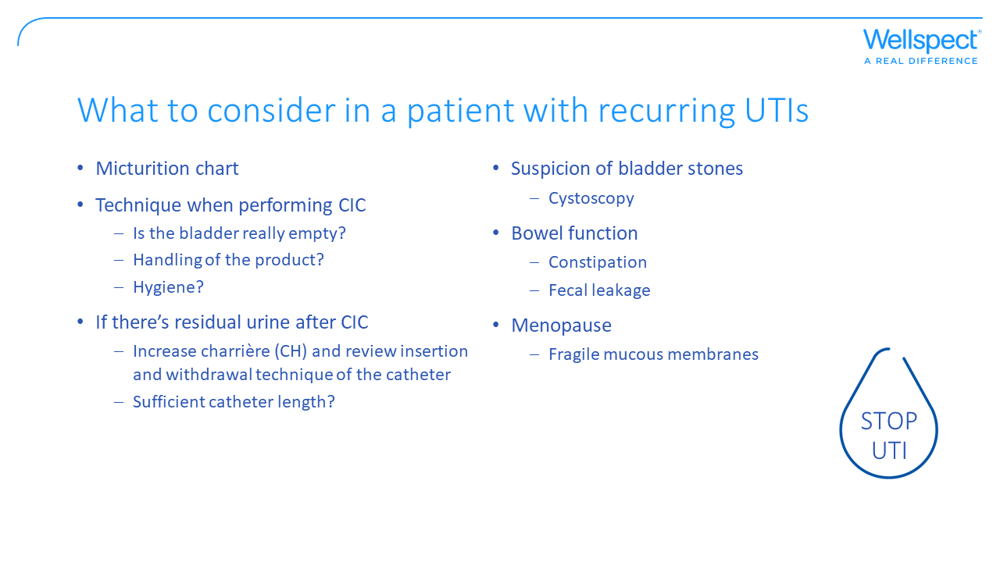 Wellspect®
A REAL DIFFERENCE
What to consider in a patient with recurring UTIs
• Micturition chart
• Technique when performing CIC
– Is the bladder really empty?
– Handling of the product?
– Hygiene?
• If there’s residual urine after CIC
– Increase charrière (CH) and review insertion
and withdrawal technique of the catheter
– Sufficient catheter length?
• Suspicion of bladder stones
– Cystoscopy
• Bowel function
– Constipation
– Fecal leakage
• Menopause
– Fragile mucous membranes
STOP
UTI